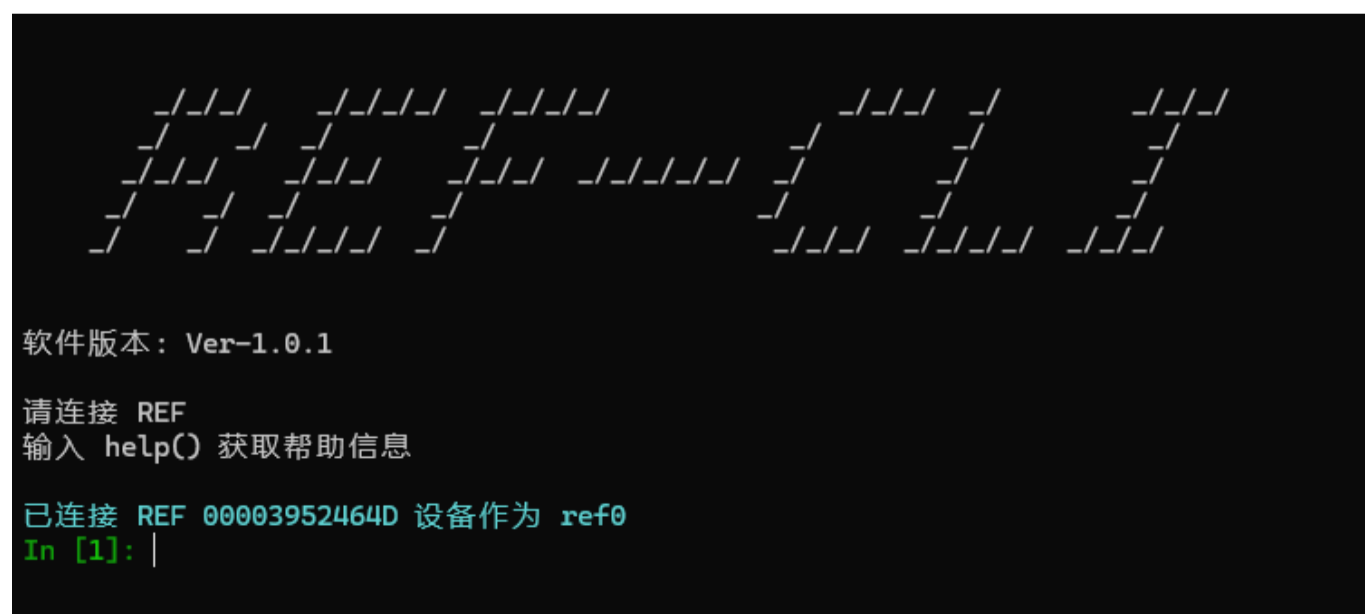 REF-CLI
软件版本: Ver-1.0.1
请连接 REF
输入 help() 获取帮助信息
已连接 REF 00003952464D 设备作为 ref0
In [1]: